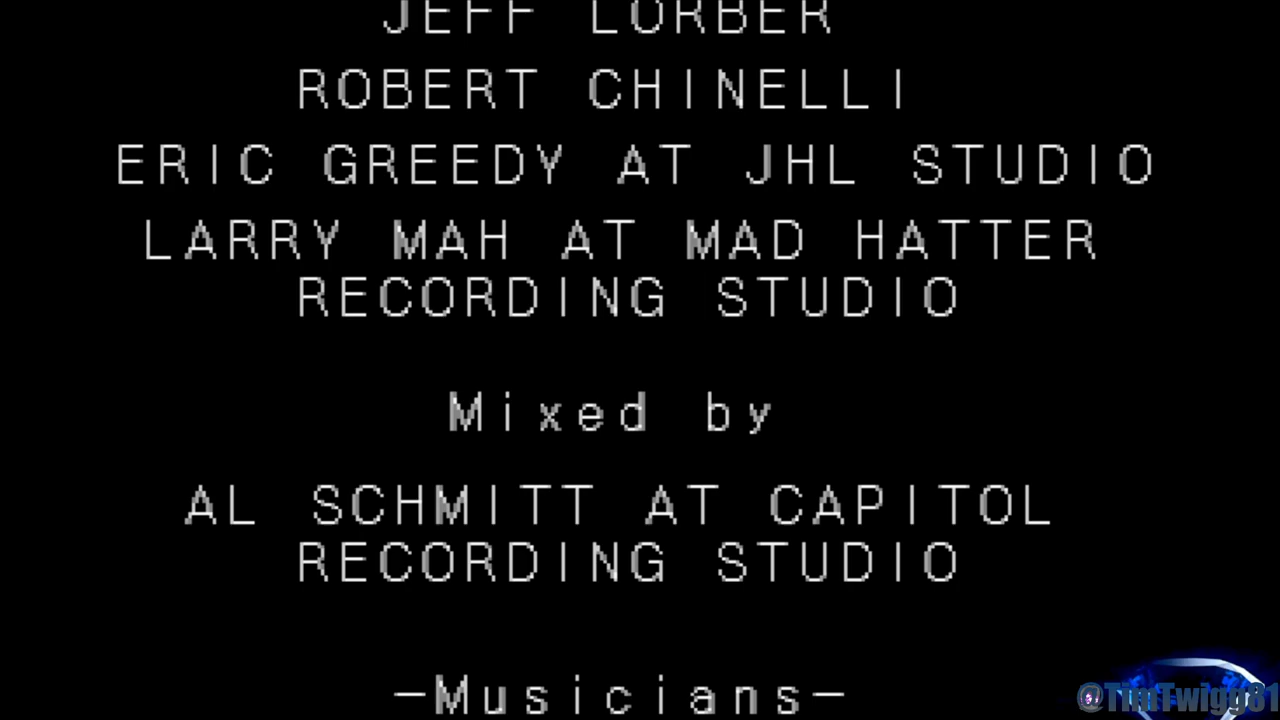 JEFF LORBER
ROBERT CHINELLI
ERIC GREEDY AT JHL STUDIO
LARRY MAH AT MAD HATTER
RECORDING STUDIO
Mixed by
AL SCHMITT AT CAPITOL
RECORDING STUDIO
-Musicians-
@TimTwigg81